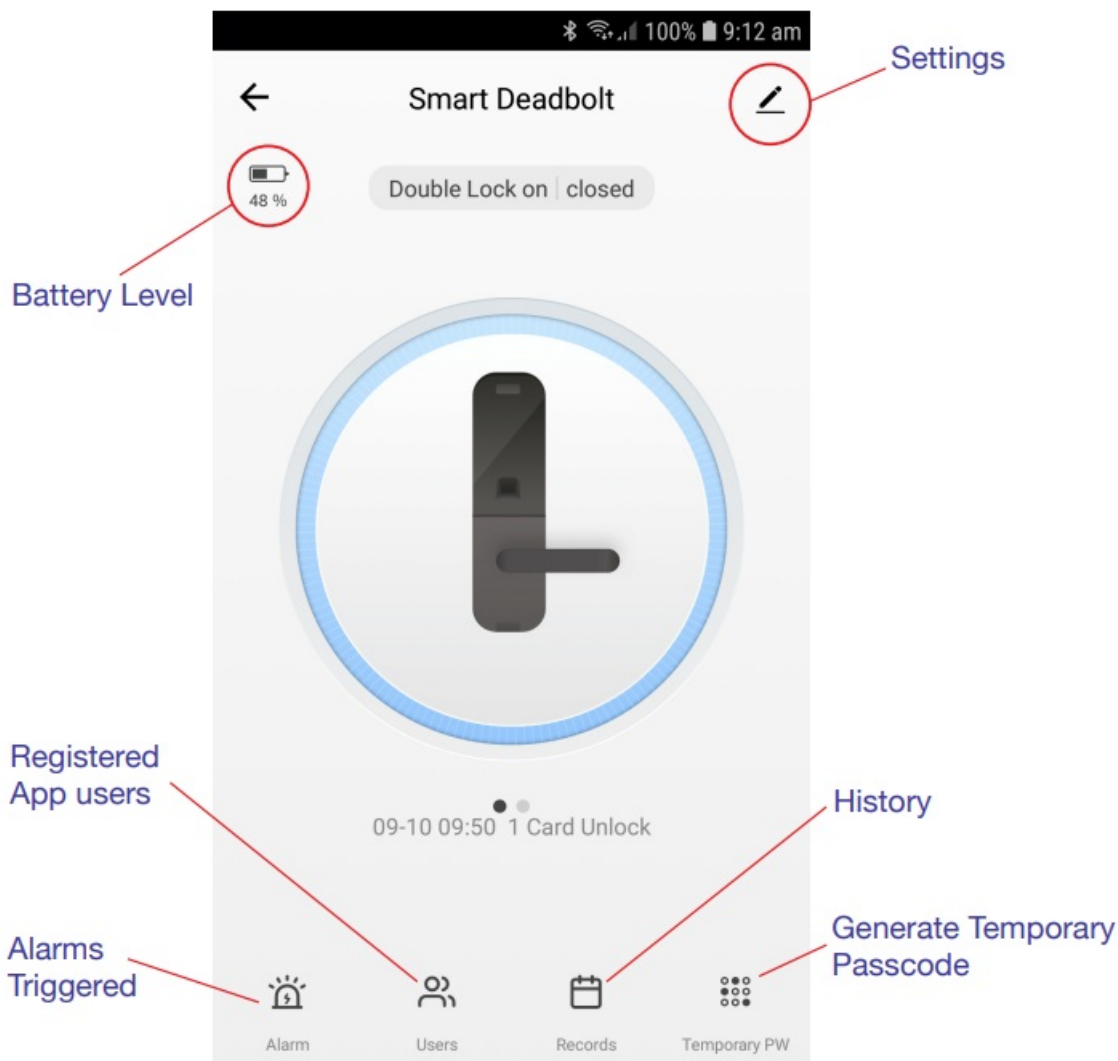 100% 9:12 am
Settings
Smart Deadbolt
48 %
Double Lock on | closed
Battery Level
Registered
App users
History
09-10 09:50 1 Card Unlock
Alarms
Triggered
Generate Temporary
Passcode
Alarm
Users
Records
Temporary PW